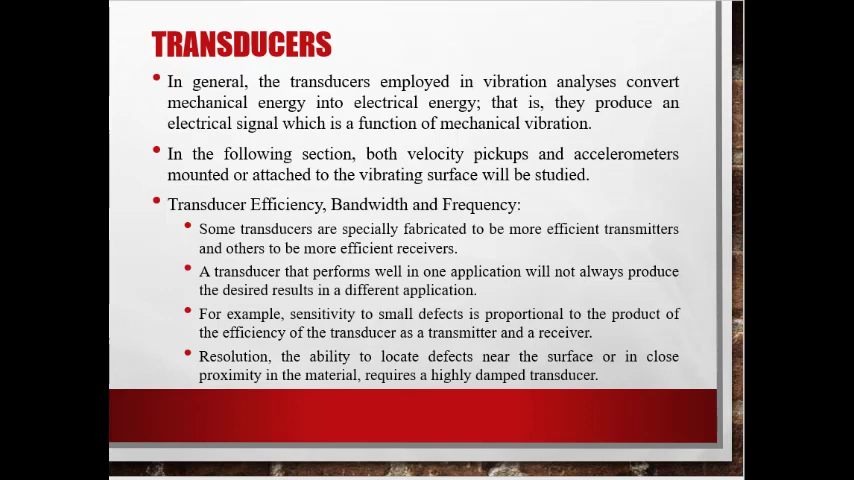 TRANSDUCERS
• In general, the transducers employed in vibration analyses convert
mechanical energy into electrical energy; that is, they produce an
electrical signal which is a function of mechanical vibration.
• In the following section, both velocity pickups and accelerometers
mounted or attached to the vibrating surface will be studied.
• Transducer Efficiency, Bandwidth and Frequency:
• Some transducers are specially fabricated to be more efficient transmitters
and others to be more efficient receivers.
• A transducer that performs well in one application will not always produce
the desired results in a different application.
• For example, sensitivity to small defects is proportional to the product of
the efficiency of the transducer as a transmitter and a receiver.
• Resolution, the ability to locate defects near the surface or in close
proximity in the material, requires a highly damped transducer.